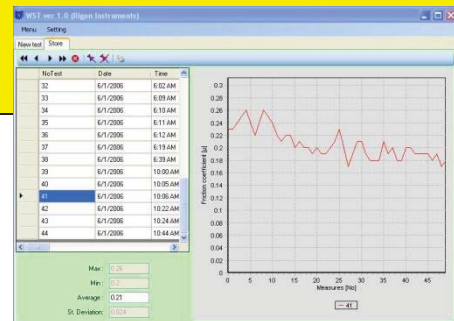 WST ver 1.0 (Iligen Instruments)
Menu Setting
New test Store
NoTest Date Time
32 6/1/2006 6:02 AM
33 6/1/2006 6:09 AM
34 6/1/2006 6:10 AM
35 6/1/2006 6:11 AM
36 6/1/2006 6:12 AM
37 6/1/2006 6:19 AM
38 6/1/2006 6:39 AM
39 6/1/2006 10:00 AM
40 6/1/2006 10:05 AM
41 6/1/2006 10:06 AM
42 6/1/2006 10:22 AM
43 6/1/2006 10:24 AM
44 6/1/2006 10:44 AM
Max: 0.26
Min: 0.2
Average: 0.21
St. Deviation: 0.024
Friction coefficient [µ]
0.3
0.28
0.26
0.24
0.22
0.2
0.18
0.16
0.14
0.12
0.1
0.08
0.06
0.04
0.02
0
0 5 10 15 20 25 30 35 40 45
Measures [No]
41